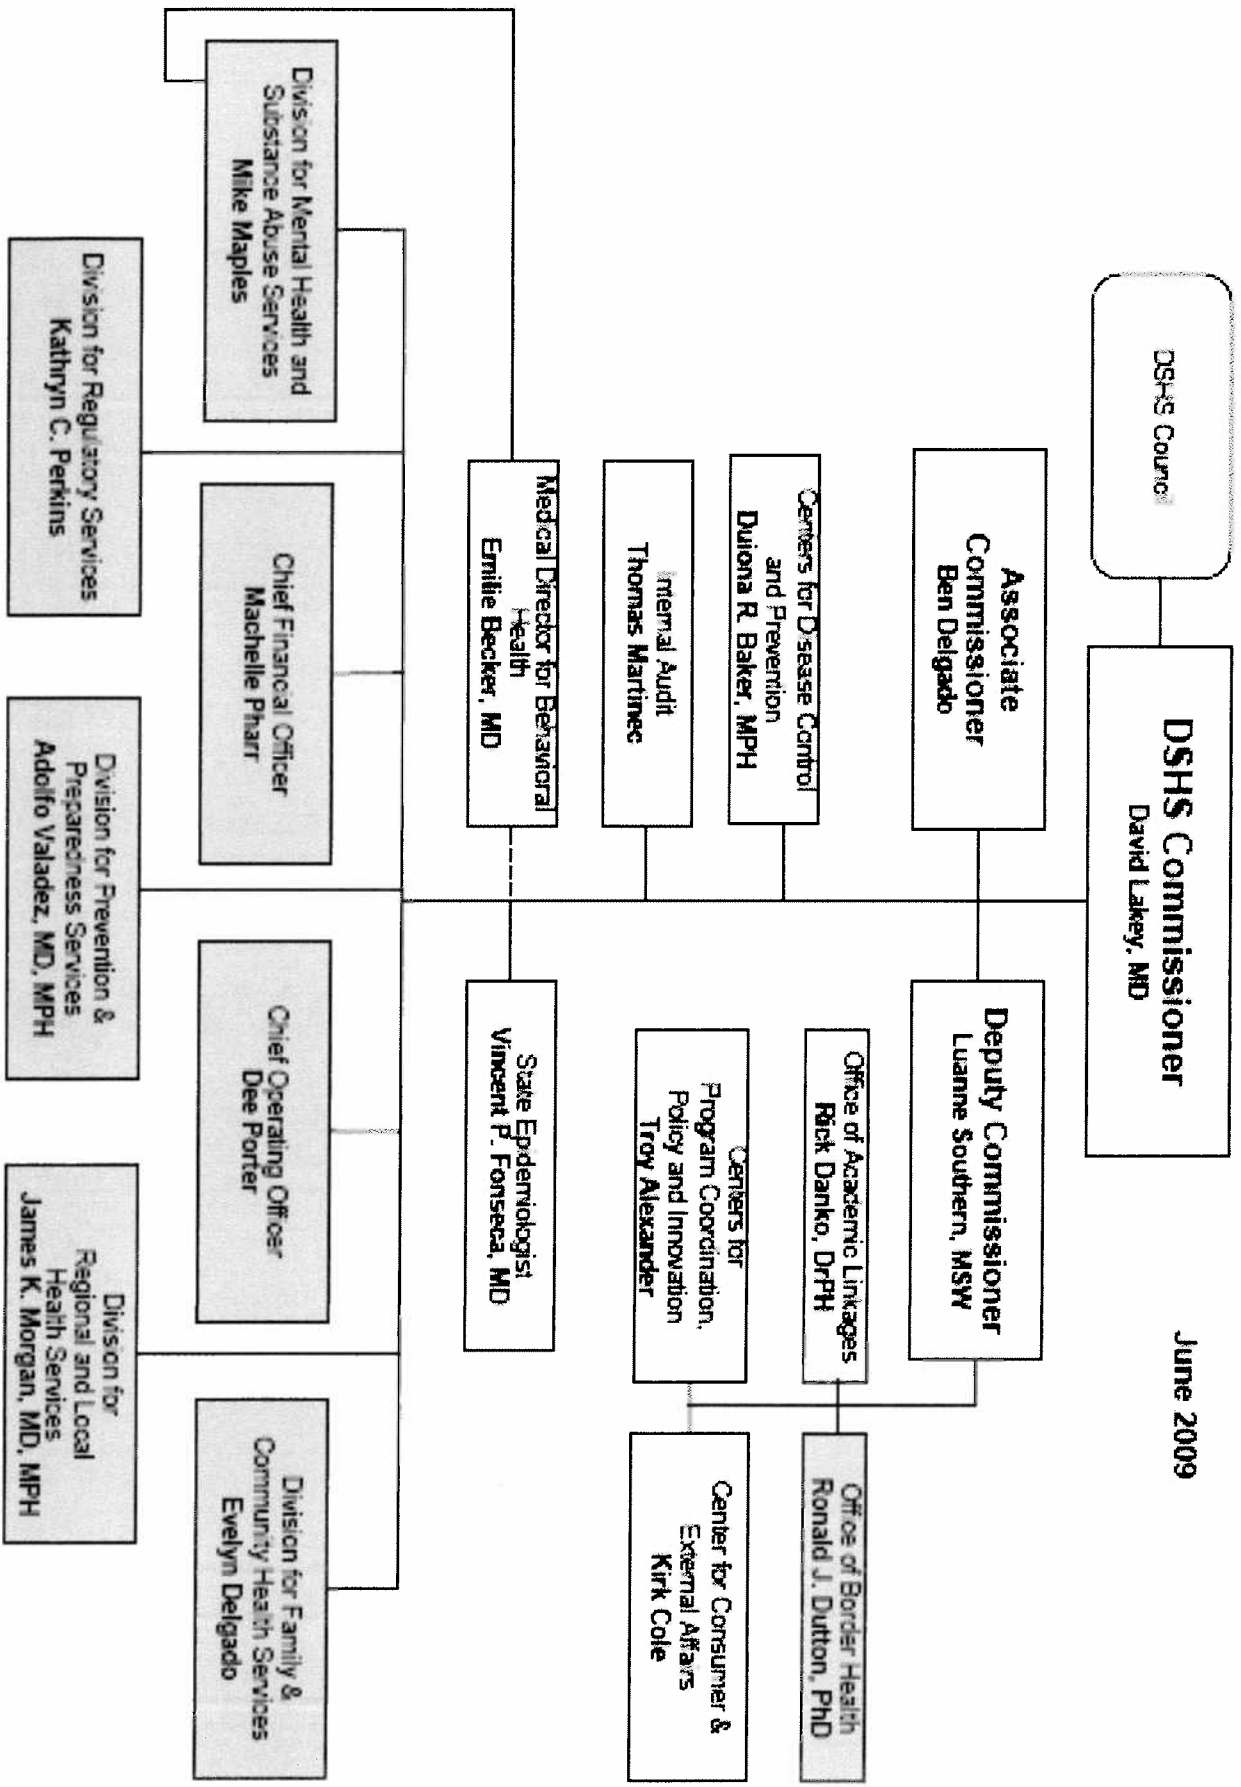 June 2009
DSHS Council
DSHS Commissioner
David Lakey, MD
Associate
Commissioner
Ben Delgado
Deputy Commissioner
Luanne Southern, MSW
Centers for Disease Control
and Prevention
Duiona R. Baker, MPH
Office of Academic Linkages
Rick Danko, DrPH
Office of Border Health
Ronald J. Dutton, PhD
Internal Audit
Thomas Martinec
Centers for
Program Coordination,
Policy and Innovation
Troy Alexander
Center for Consumer &
External Affairs
Kirk Cole
Medical Director for Behavioral
Health
Emilie Becker, MD
State Epidemiologist
Vincent P. Fonseca, MD
Division for Mental Health and
Substance Abuse Services
Mike Maples
Chief Financial Officer
Machelle Pharr
Chief Operating Officer
Dee Porter
Division for Family &
Community Health Services
Evelyn Delgado
Division for Regulatory Services
Kathryn C. Perkins
Division for Prevention &
Preparedness Services
Adolfo Valadez, MD, MPH
Division for
Regional and Local
Health Services
James K. Morgan, MD, MPH